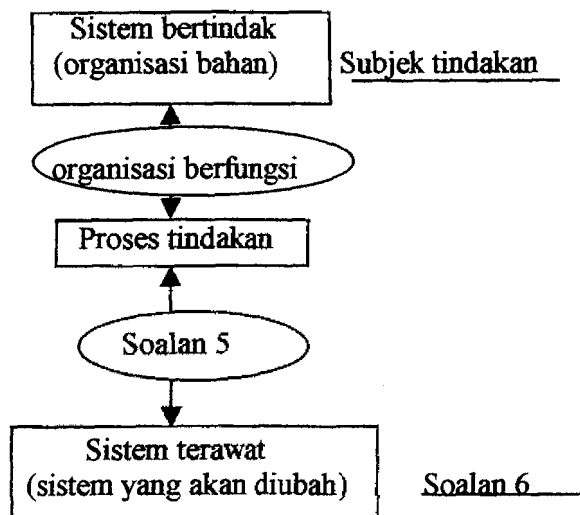 Sistem bertindak
(organisasi bahan)
Subjek tindakan
organisasi berfungsi
Proses tindakan
Soalan 5
Sistem terawat
(sistem yang akan diubah)
Soalan 6